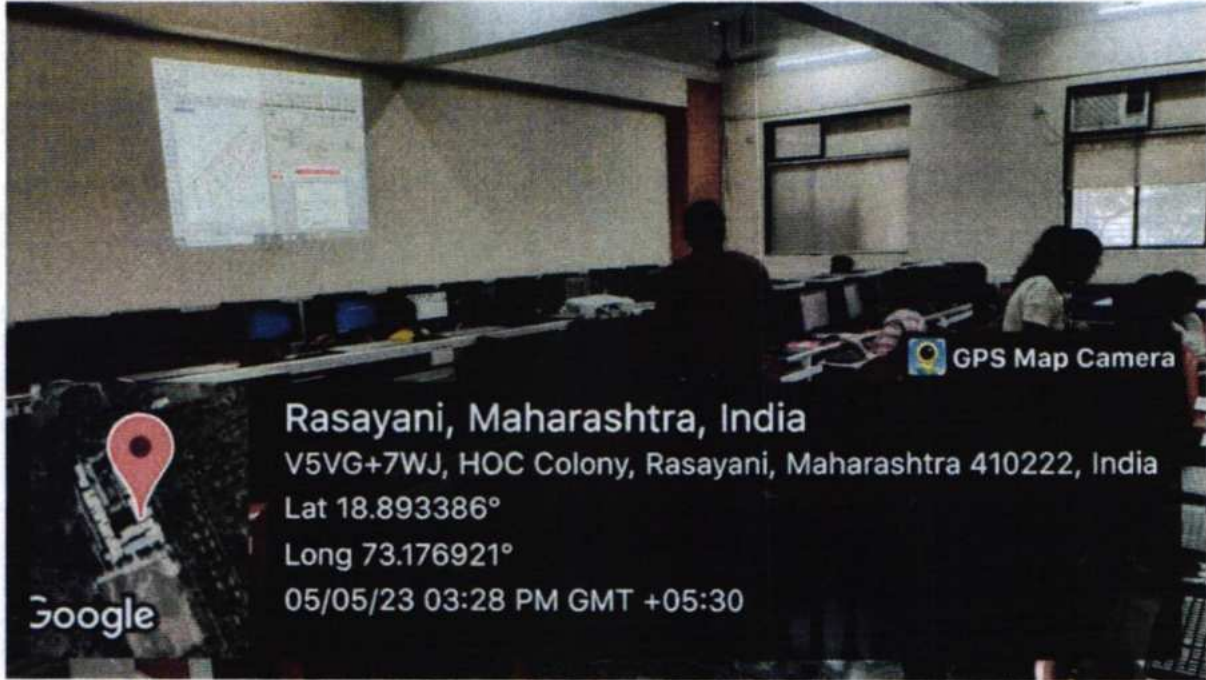 GPS Map Camera
Rasayani, Maharashtra, India
V5VG+7WJ, HOC Colony, Rasayani, Maharashtra 410222, India
Lat 18.893386°
Long 73.176921°
05/05/23 03:28 PM GMT +05:30
Google